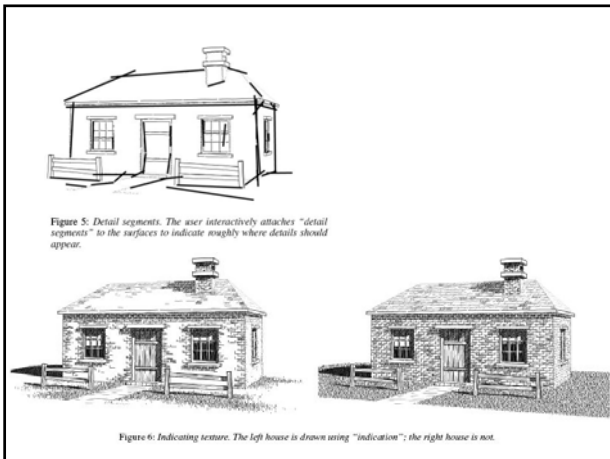 Figure 5: Detail segments. The user interactively attaches "detail
segments" to the surfaces to indicate roughly where details should
appear.
Figure 6: Indicating texture. The left house is drawn using "indication"; the right house is not.